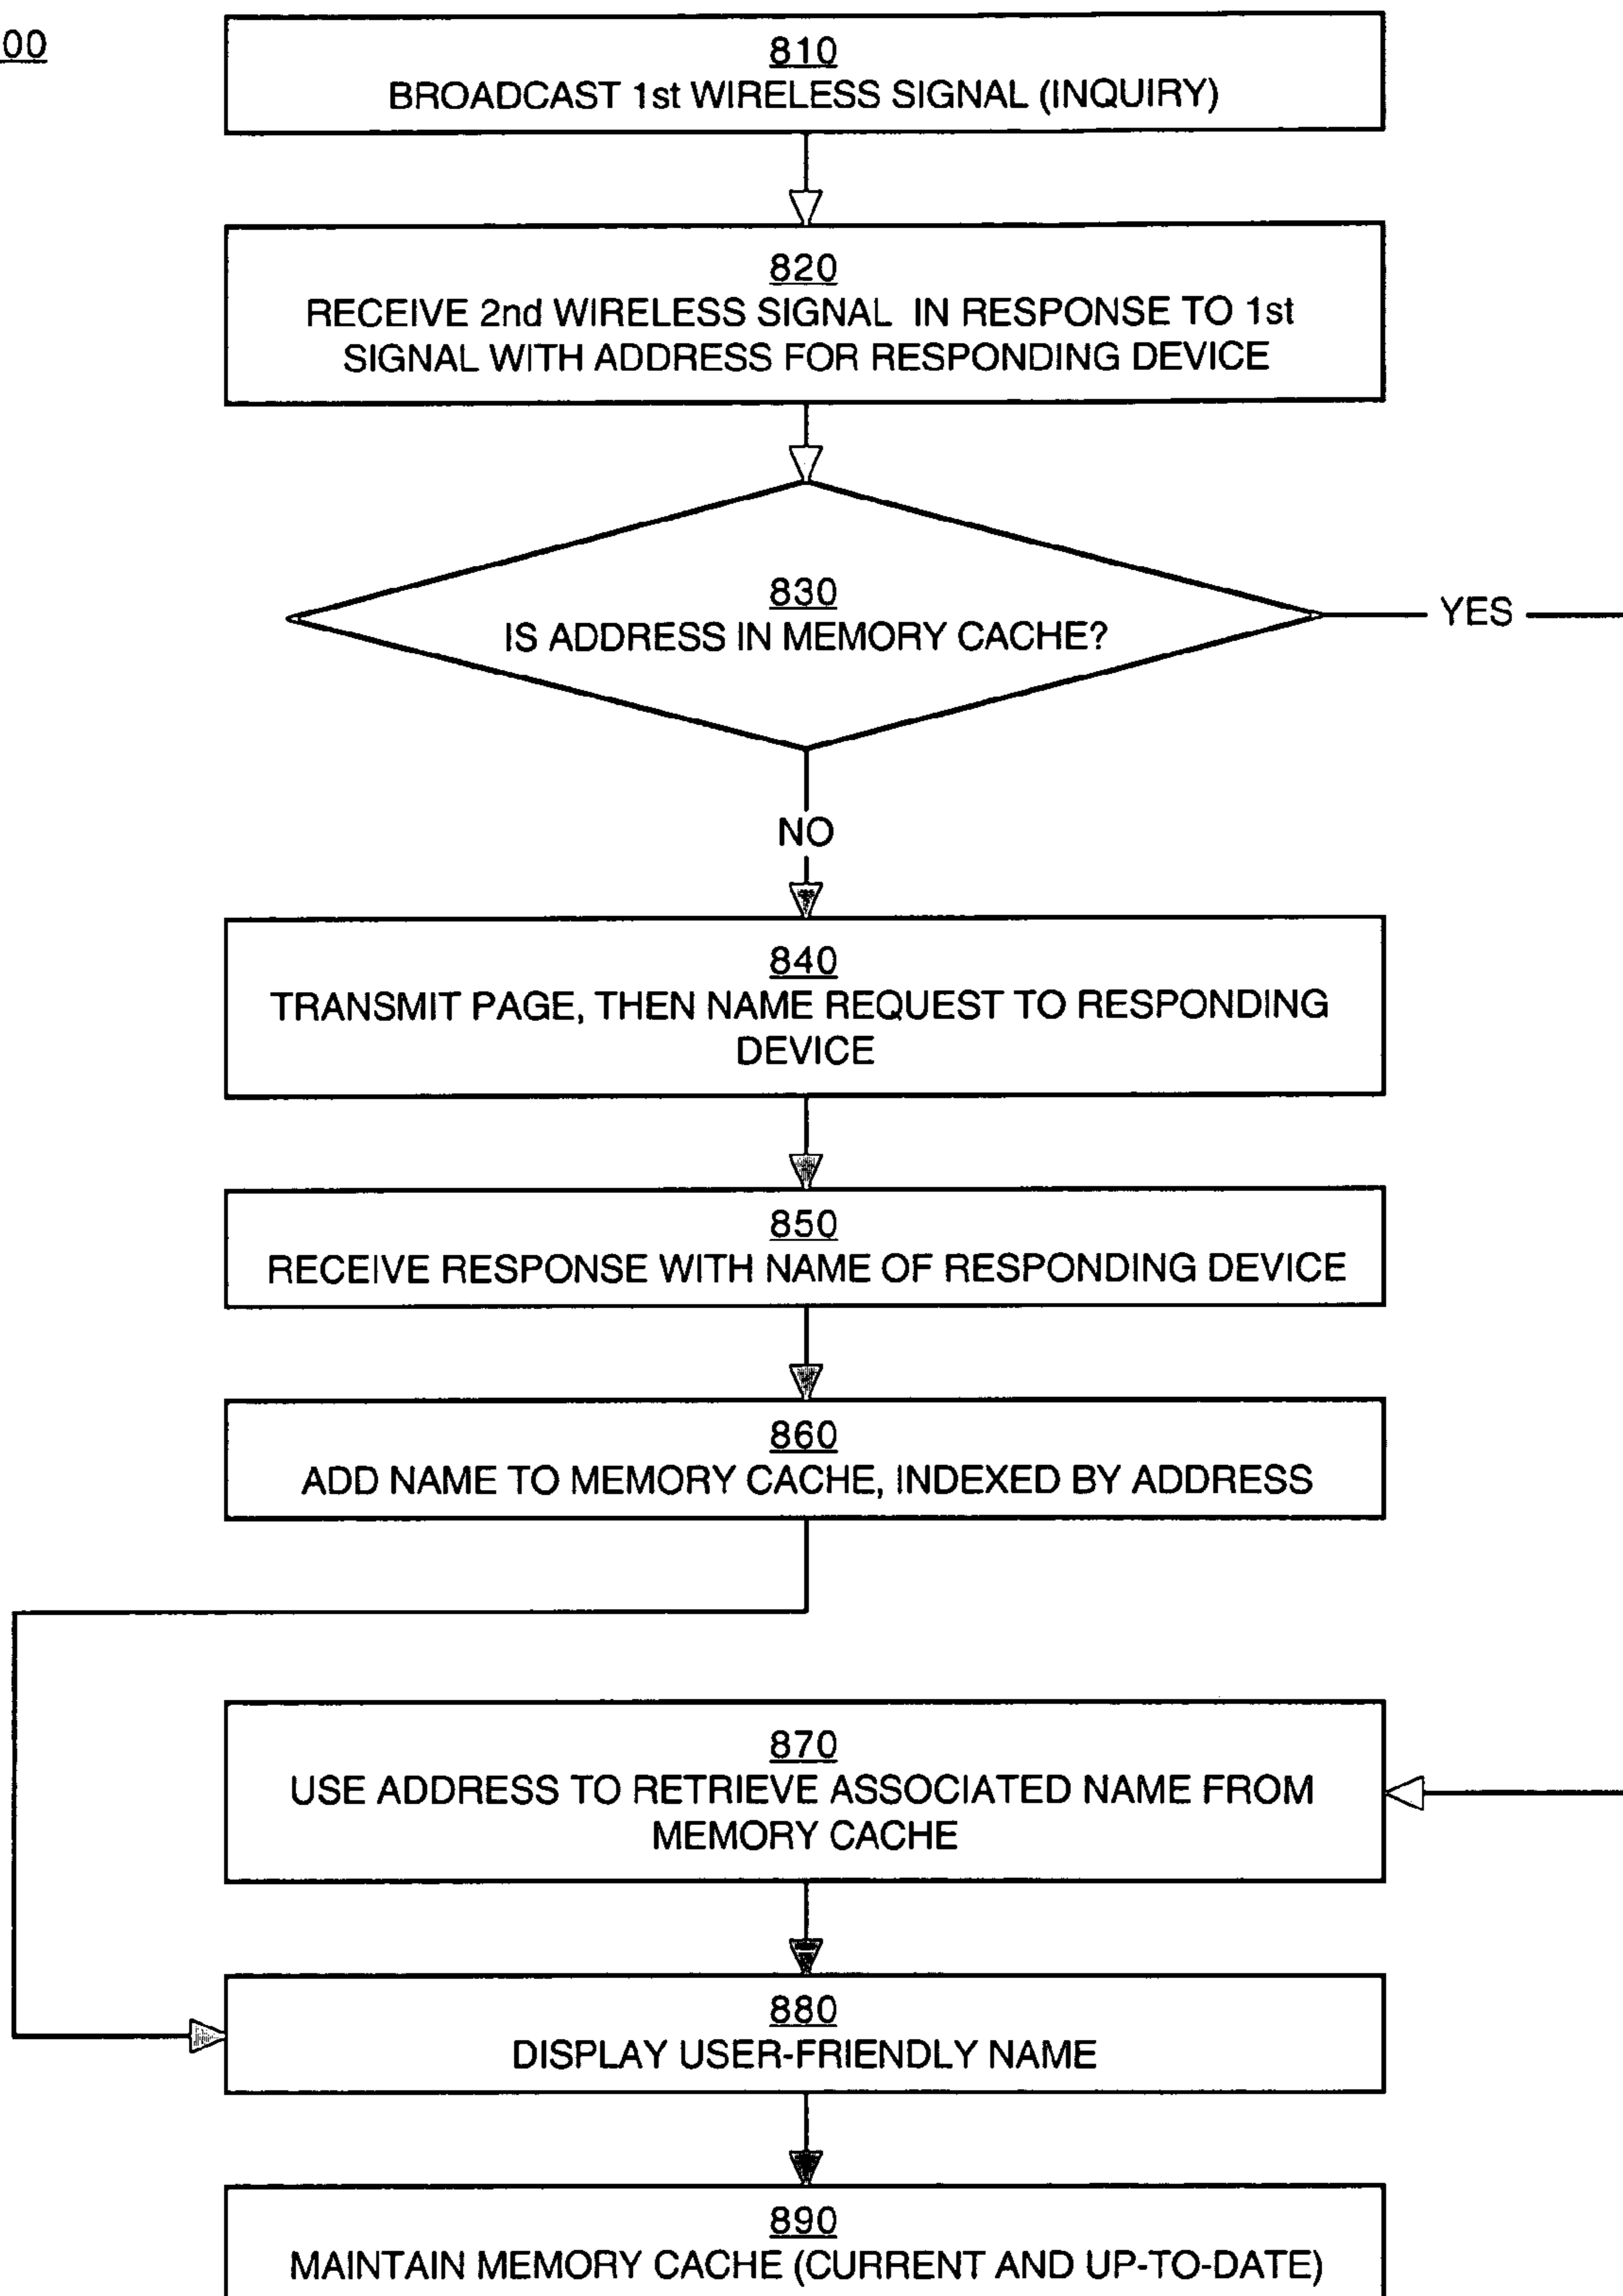 00
810
BROADCAST 1st WIRELESS SIGNAL (INQUIRY)
820
RECEIVE 2nd WIRELESS SIGNAL IN RESPONSE TO 1st
SIGNAL WITH ADDRESS FOR RESPONDING DEVICE
830
IS ADDRESS IN MEMORY CACHE?
YES
NO
840
TRANSMIT PAGE, THEN NAME REQUEST TO RESPONDING
DEVICE
850
RECEIVE RESPONSE WITH NAME OF RESPONDING DEVICE
860
ADD NAME TO MEMORY CACHE, INDEXED BY ADDRESS
870
USE ADDRESS TO RETRIEVE ASSOCIATED NAME FROM
MEMORY CACHE
880
DISPLAY USER-FRIENDLY NAME
890
MAINTAIN MEMORY CACHE (CURRENT AND UP-TO-DATE)